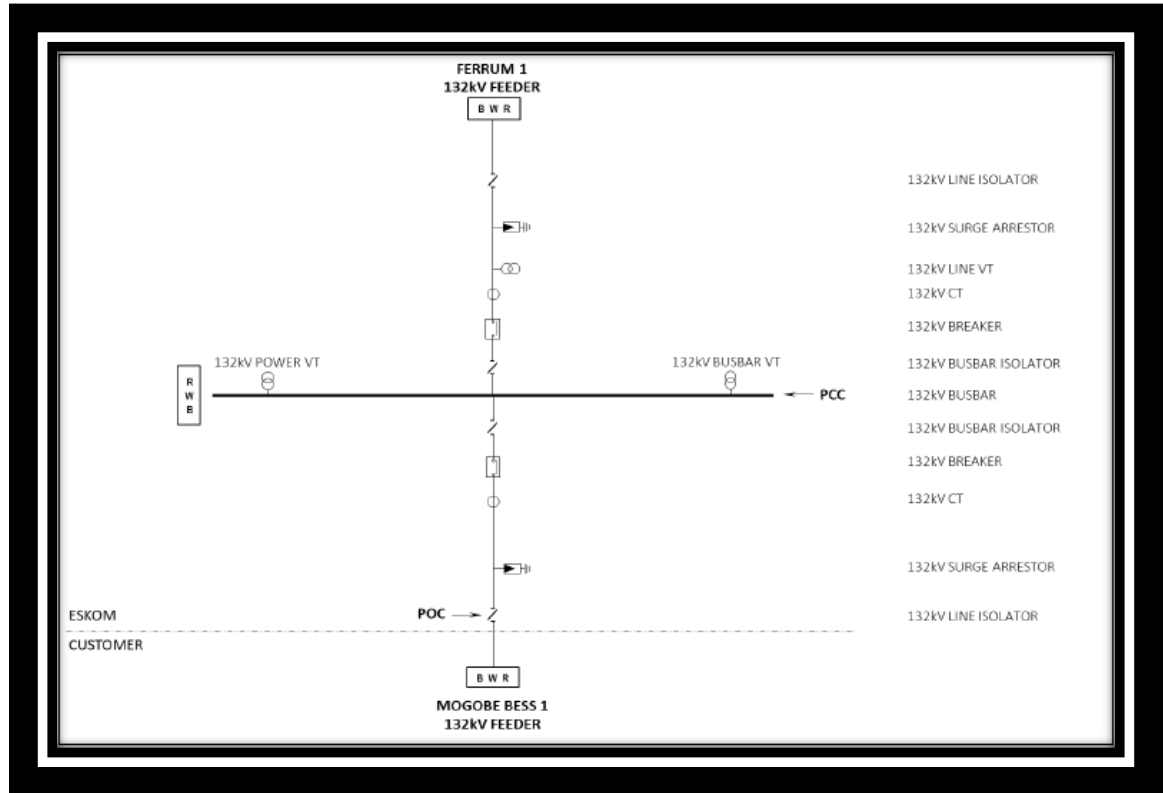 FERRUM 1
132kV FEEDER
B W R
132kV LINE ISOLATOR
132kV SURGE ARRESTOR
132kV LINE VT
132kV CT
132kV BREAKER
132kV POWER VT
132kV BUSBAR VT
132kV BUSBAR ISOLATOR
R
W
B
PCC
132kV BUSBAR
132kV BUSBAR ISOLATOR
132kV BREAKER
132kV CT
132kV SURGE ARRESTOR
ESKOM
POC
132kV LINE ISOLATOR
CUSTOMER
B W R
MOGOBE BESS 1
132kV FEEDER